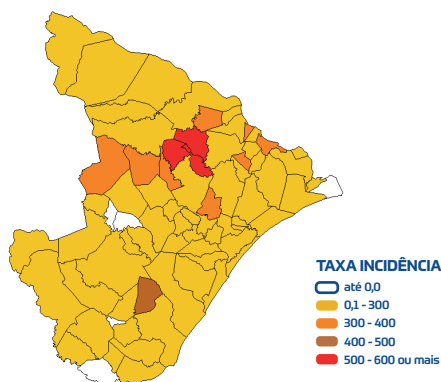 TAXA INCIDÊNCIA
até 0,0
0,1 - 300
300 - 400
400 - 500
500 - 600 ou mais